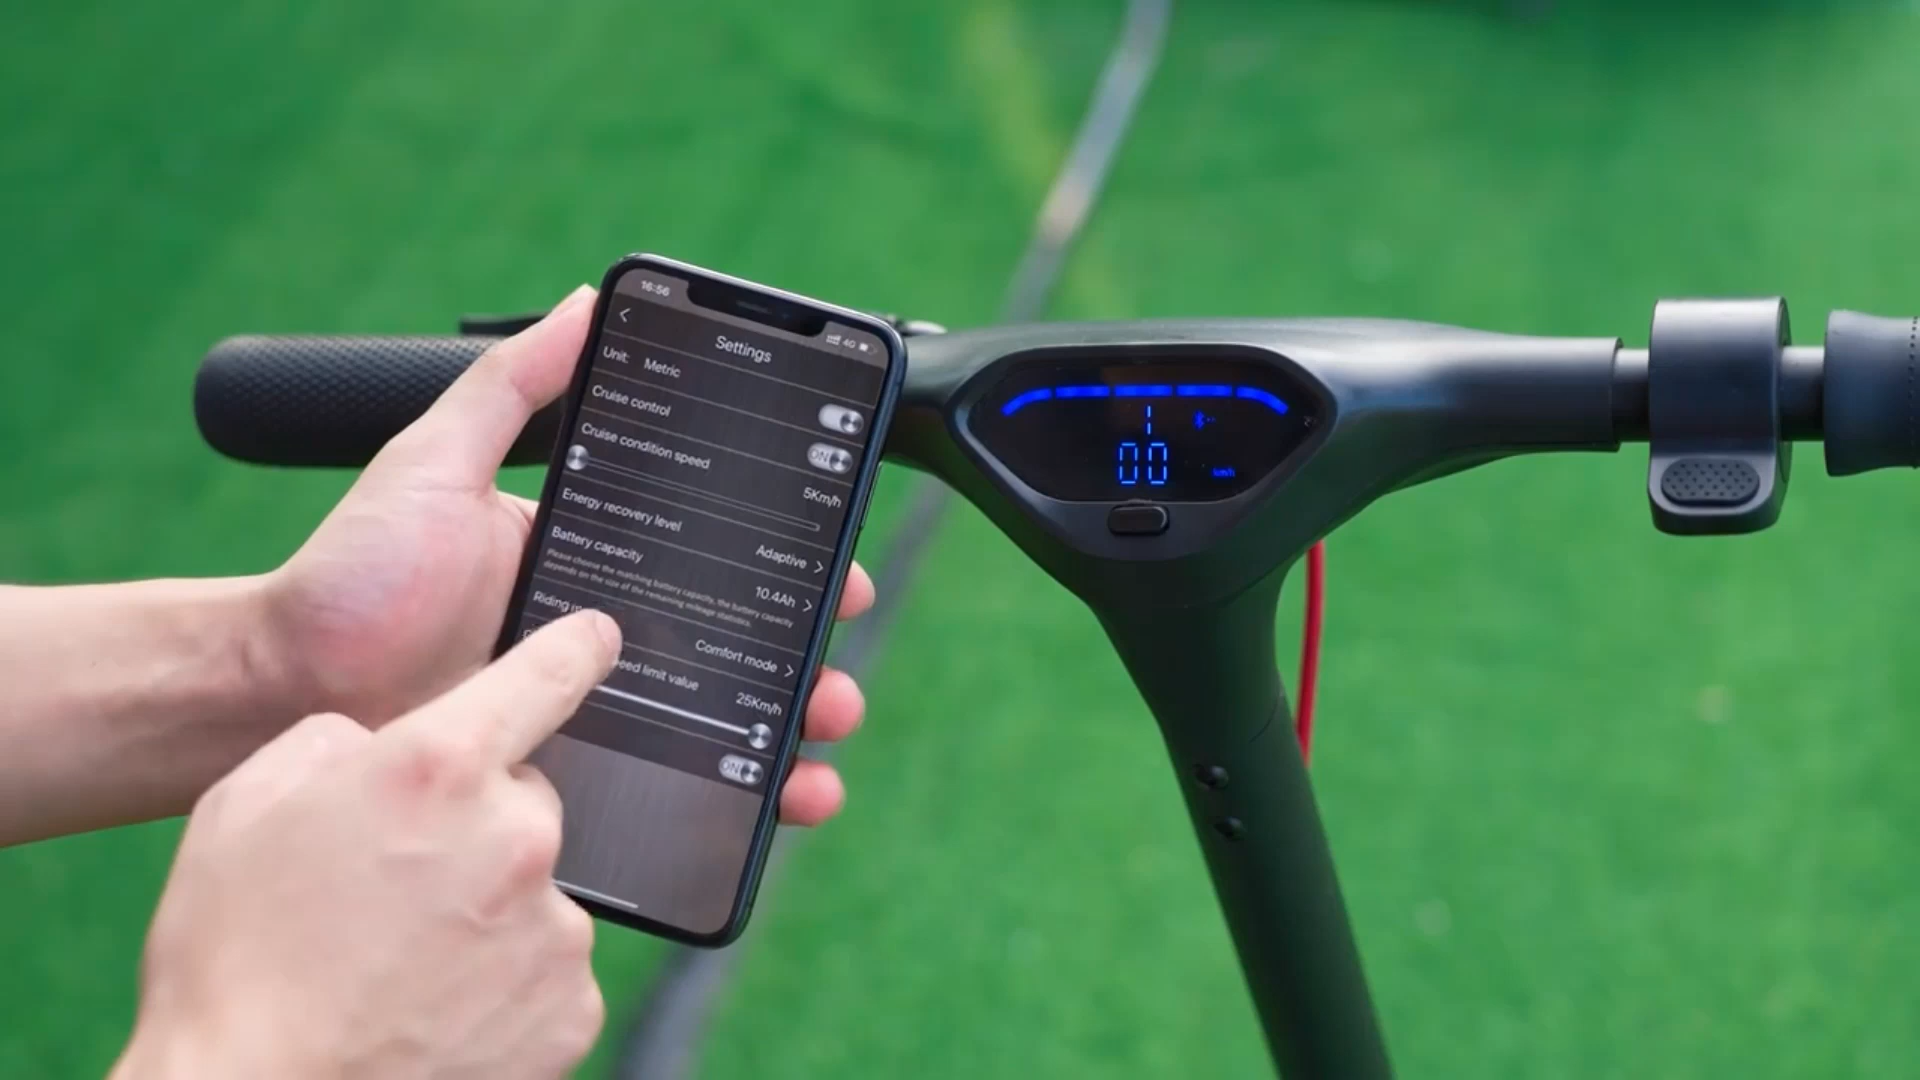 16:56
4G
Settings
Unit: Metric
Cruise control
Cruise condition speed
ON
5Km/h
Energy recovery level
Adaptive
Battery capacity
10.4Ah
Please choose the matching battery capacity, the battery capacity
depends on the size of the remaining mileage statistics.
Riding
Comfort mode
limit value
25Km/h
ON
1
00
km/h